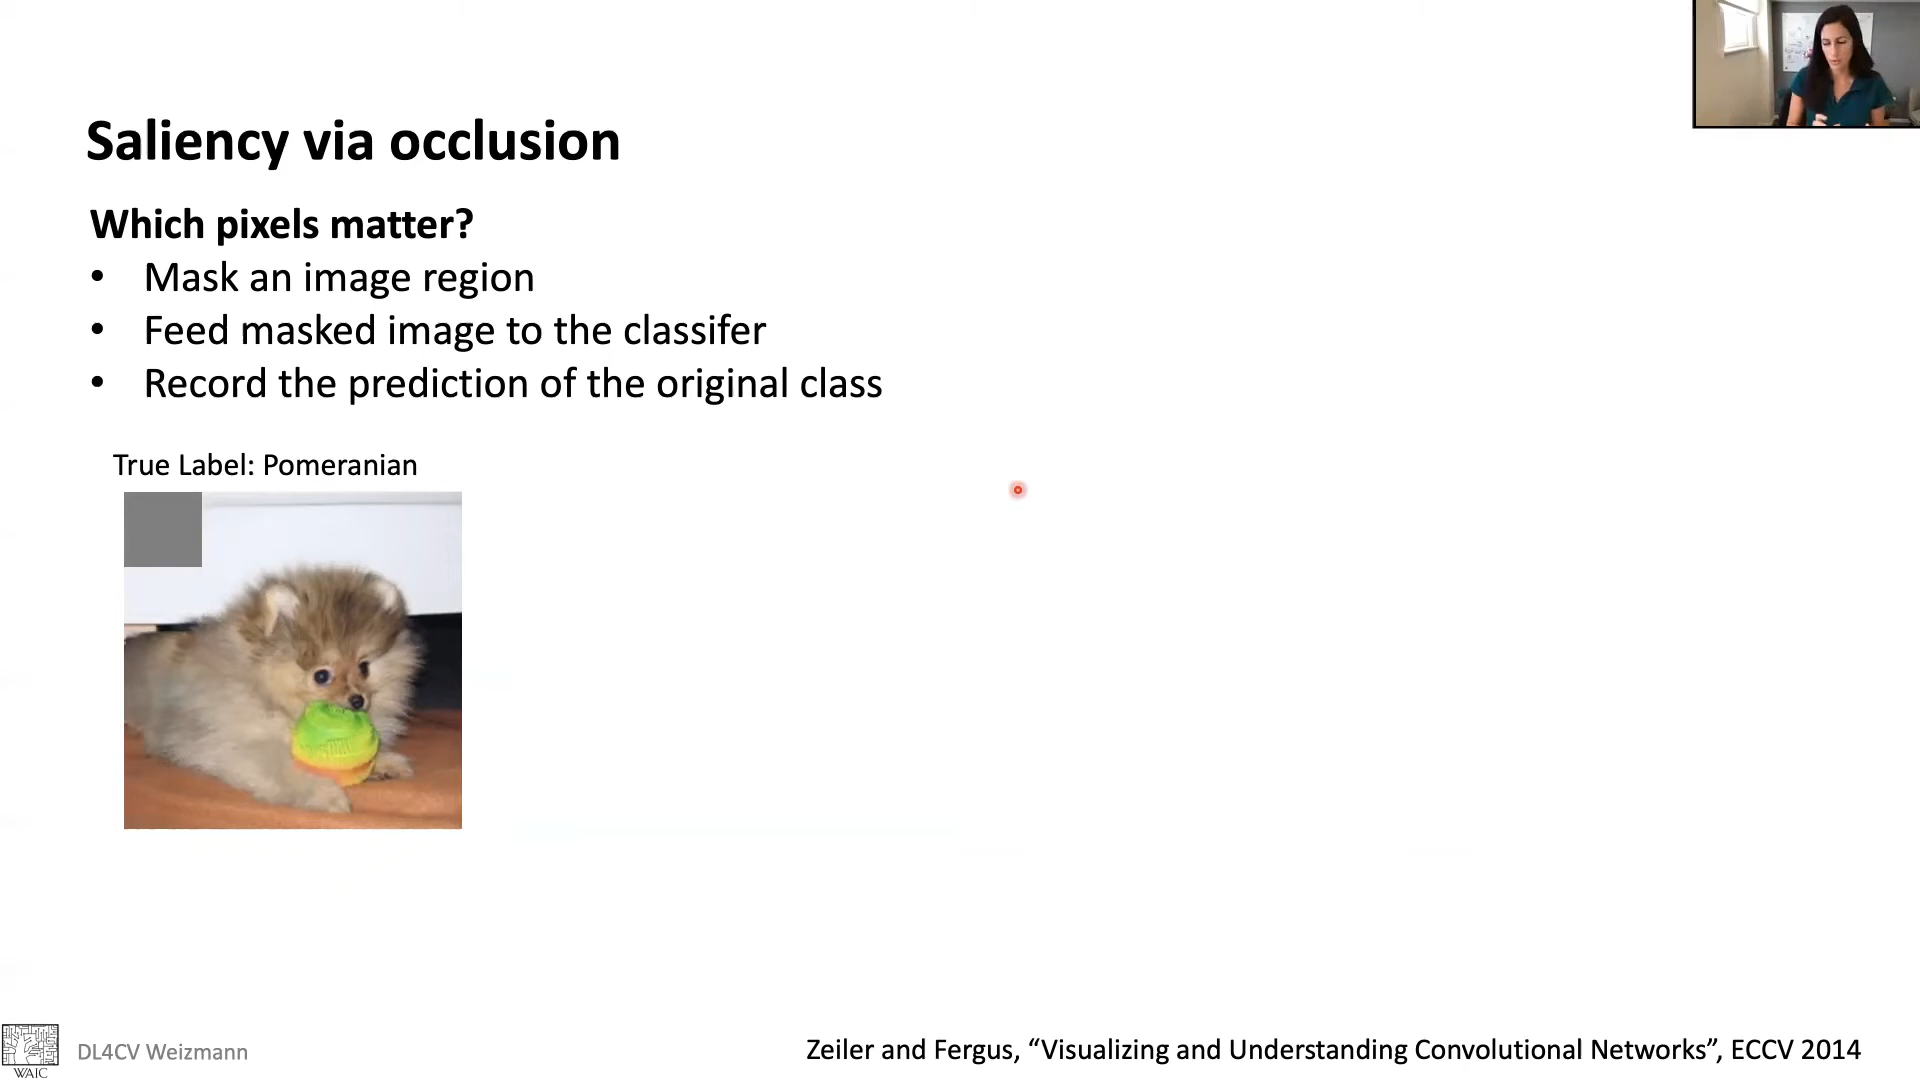 Saliency via occlusion
Which pixels matter?
• Mask an image region
• Feed masked image to the classifer
• Record the prediction of the original class
True Label: Pomeranian
WAIC
DL4CV Weizmann
Zeiler and Fergus, “Visualizing and Understanding Convolutional Networks”, ECCV 2014